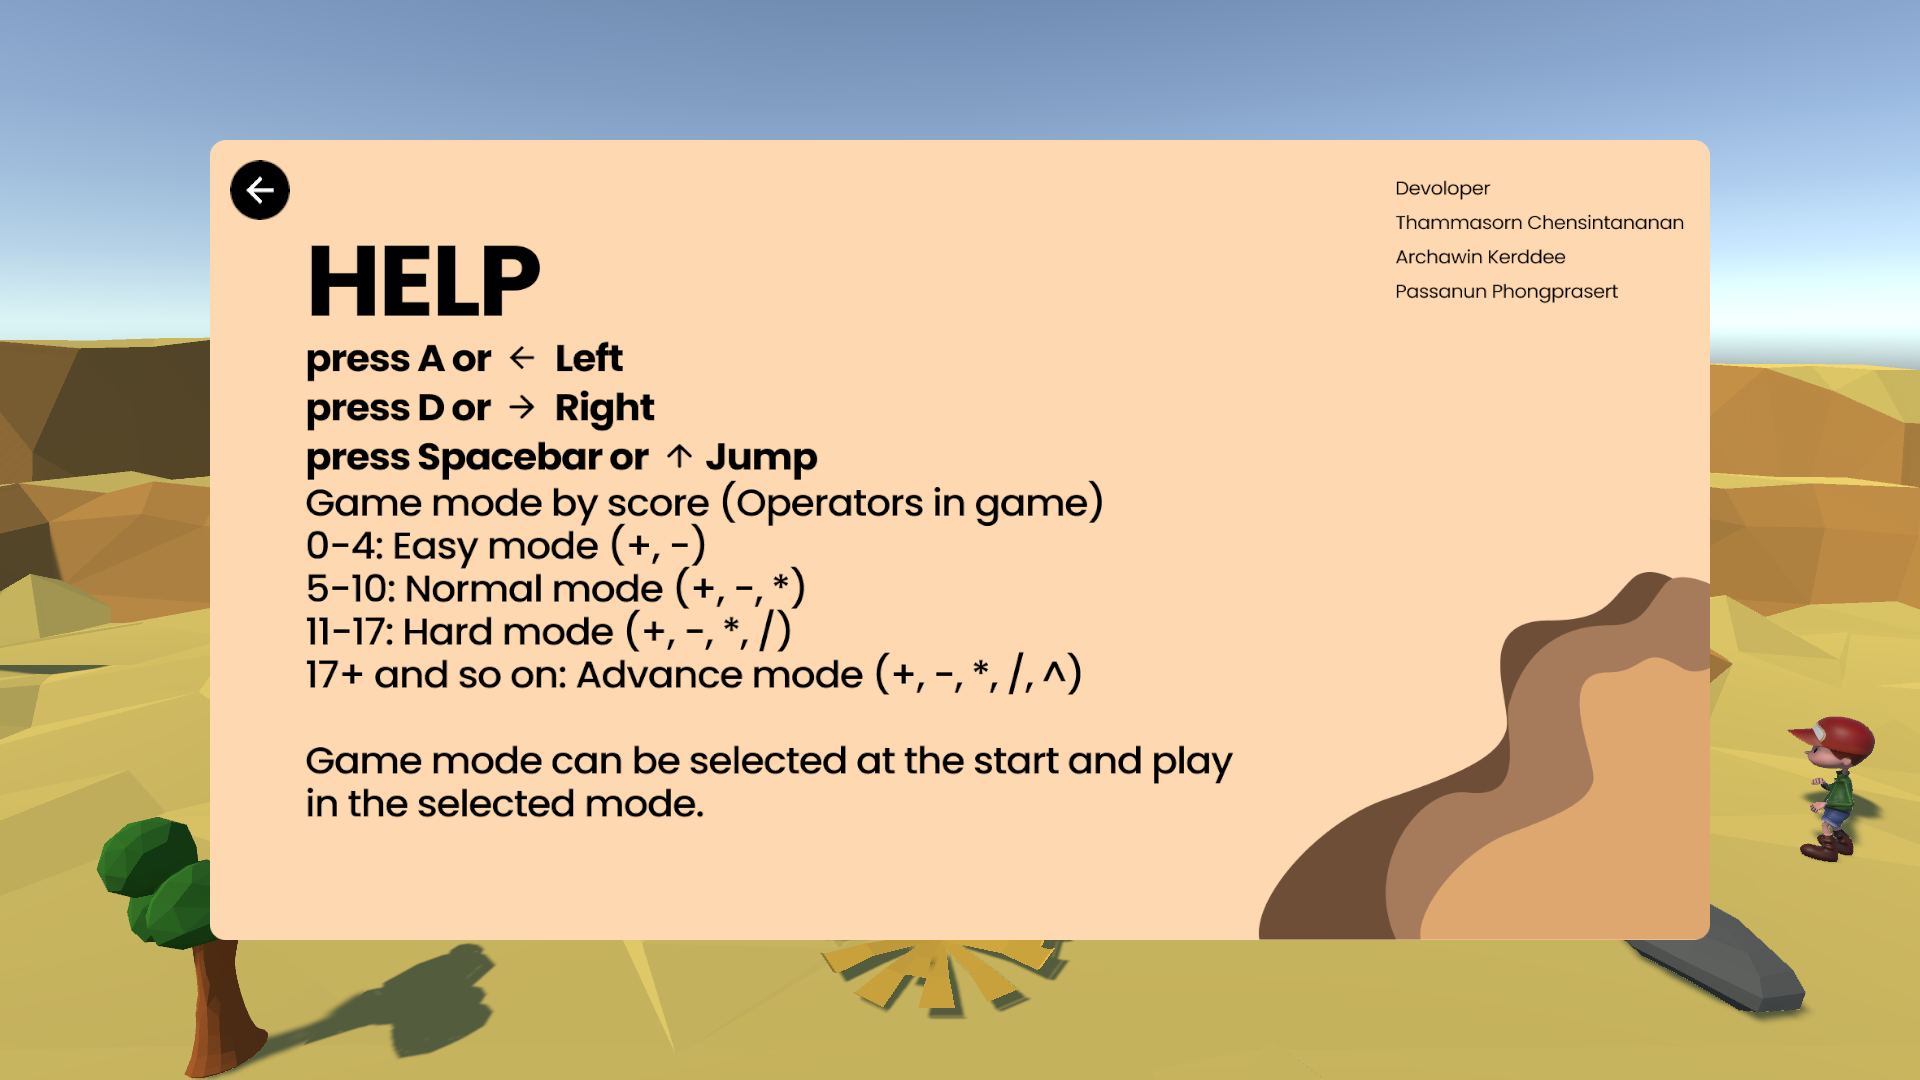 Devoloper
Thammasorn Chensintananan
Archawin Kerddee
Passanun Phongprasert
HELP
press A or ← Left
press D or → Right
press Spacebar or ↑ Jump
Game mode by score (Operators in game)
0-4: Easy mode (+, -)
5-10: Normal mode (+, -, *)
11-17: Hard mode (+, -, *, /)
17+ and so on: Advance mode (+, -, *, /, ^)
Game mode can be selected at the start and play
in the selected mode.